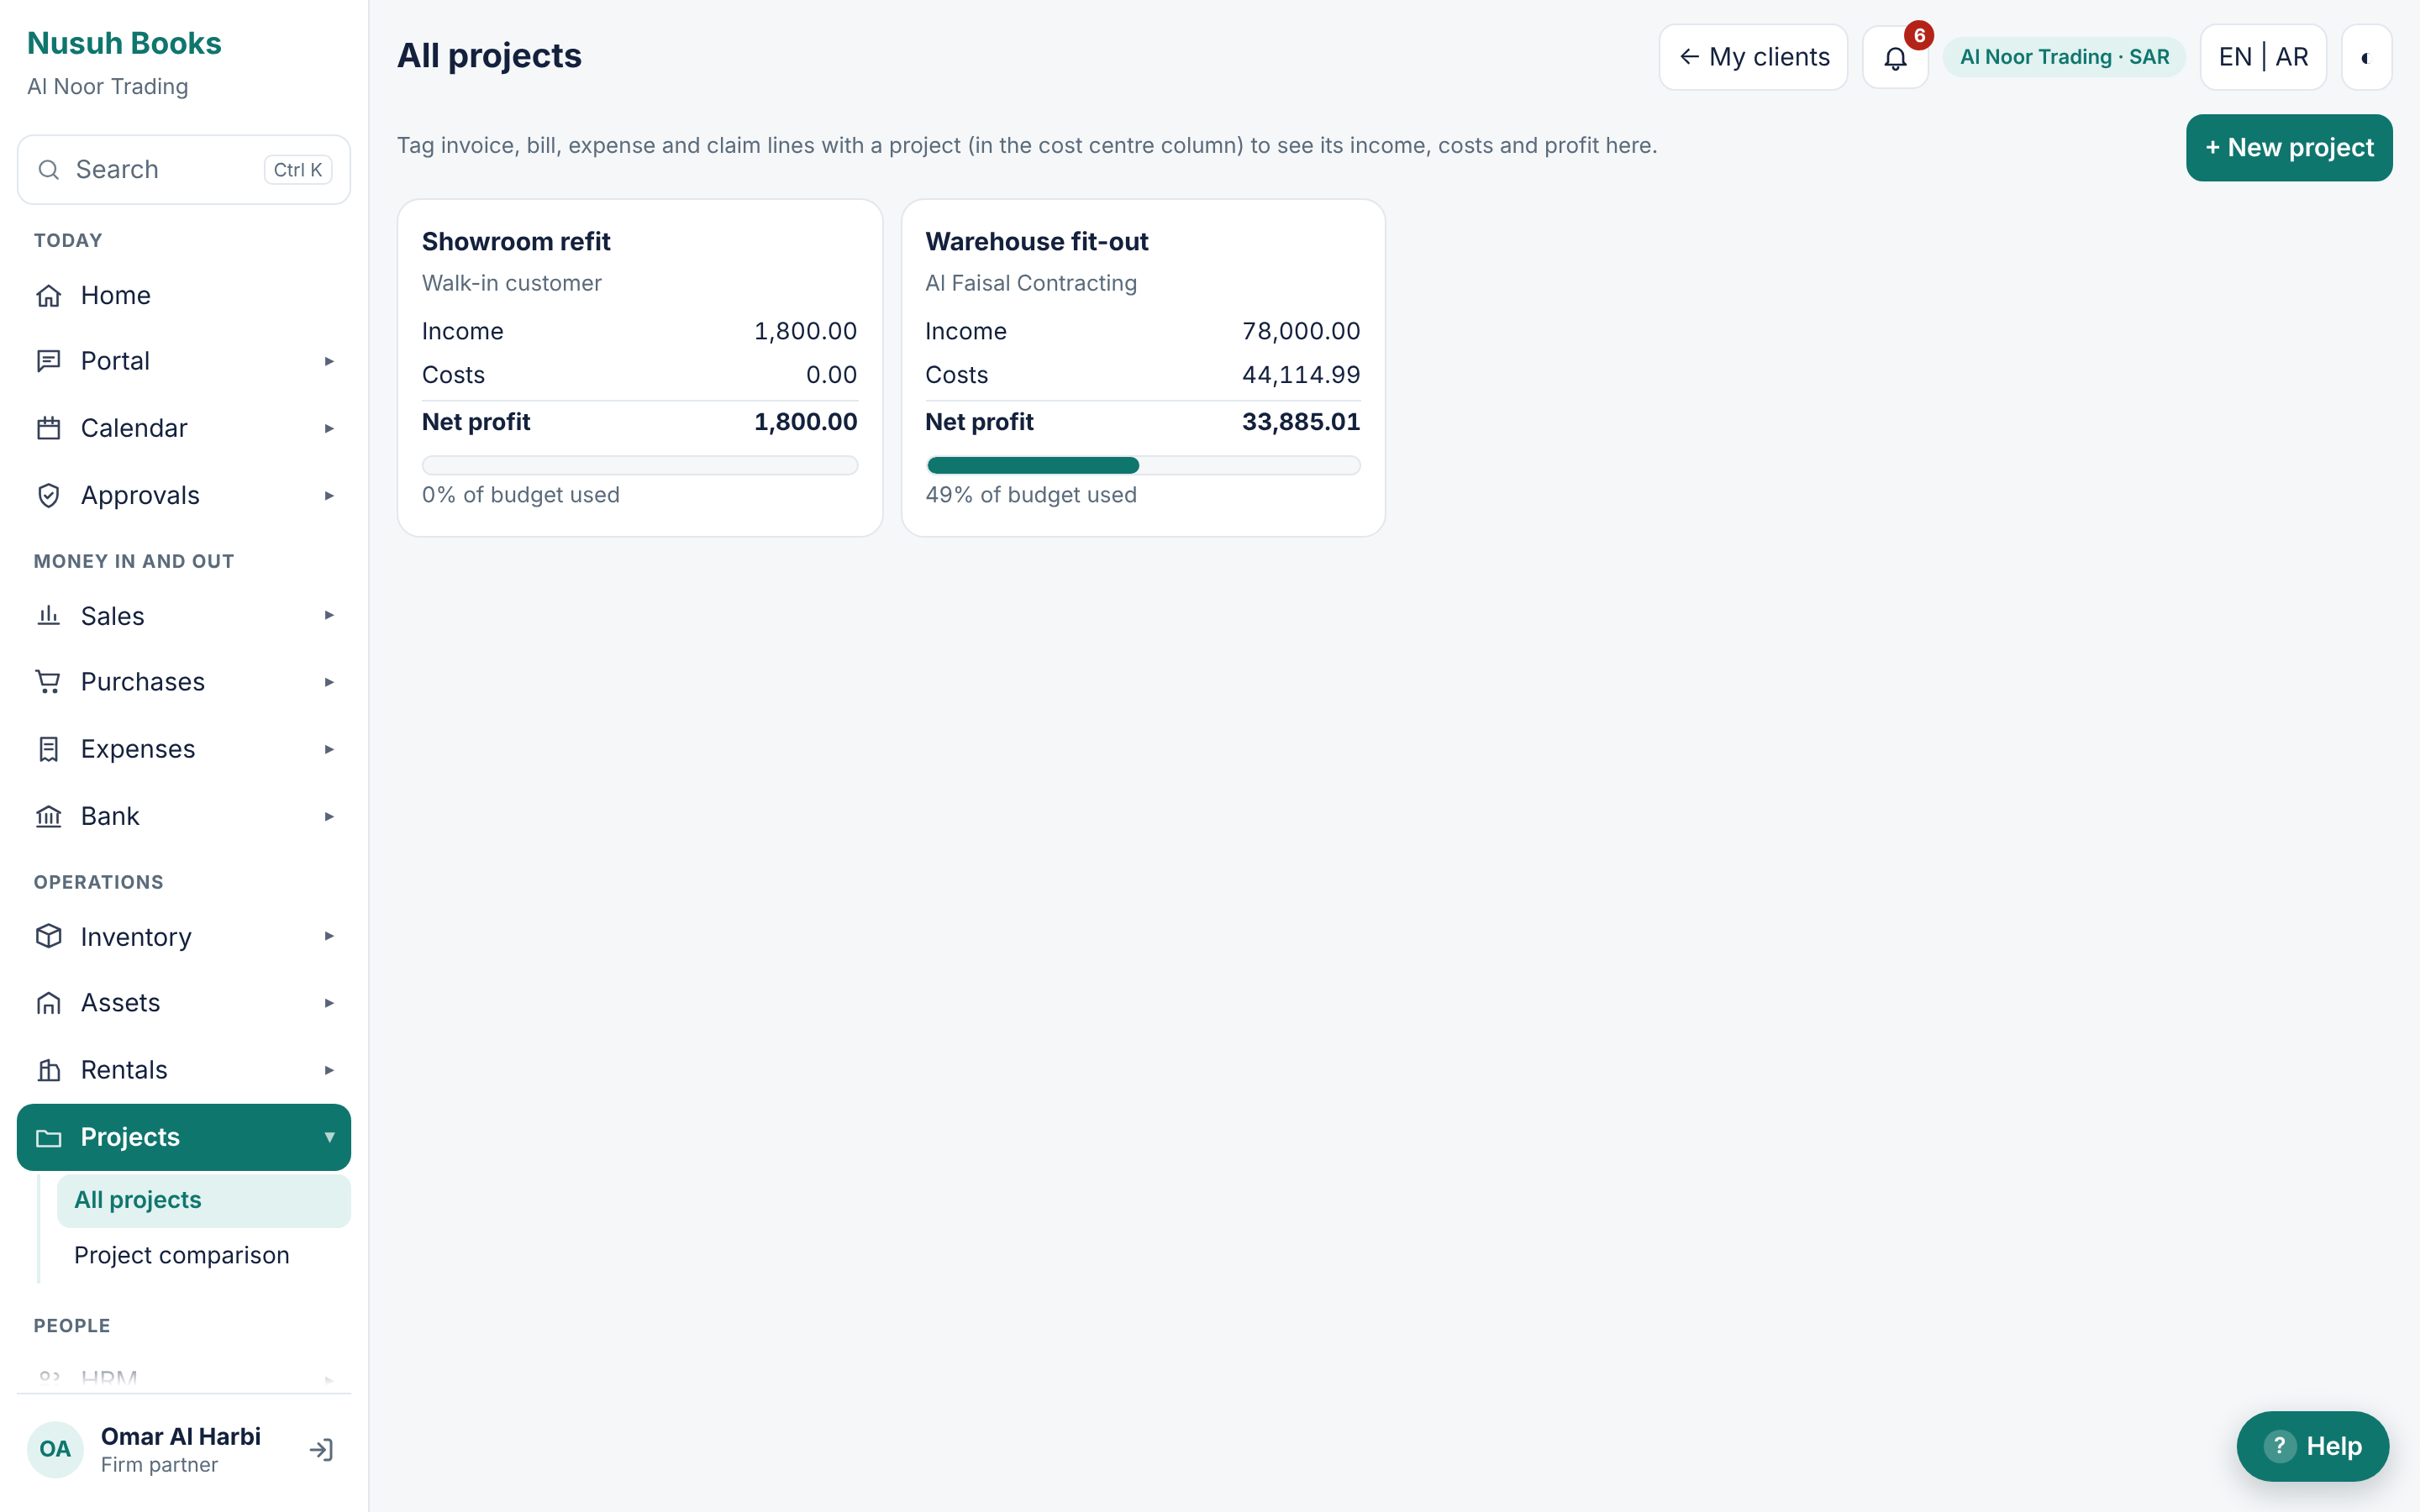 Nusuh Books
Al Noor Trading
Search Ctrl K
TODAY
Home
Portal
Calendar
Approvals
MONEY IN AND OUT
Sales
Purchases
Expenses
Bank
OPERATIONS
Inventory
Assets
Rentals
Projects
All projects
Project comparison
PEOPLE
HRM
OA
Omar Al Harbi
Firm partner
All projects
← My clients
6
Al Noor Trading · SAR
EN | AR
Tag invoice, bill, expense and claim lines with a project (in the cost centre column) to see its income, costs and profit here.
+ New project
Showroom refit
Walk-in customer
Income 1,800.00
Costs 0.00
Net profit 1,800.00
0% of budget used
Warehouse fit-out
Al Faisal Contracting
Income 78,000.00
Costs 44,114.99
Net profit 33,885.01
49% of budget used
? Help